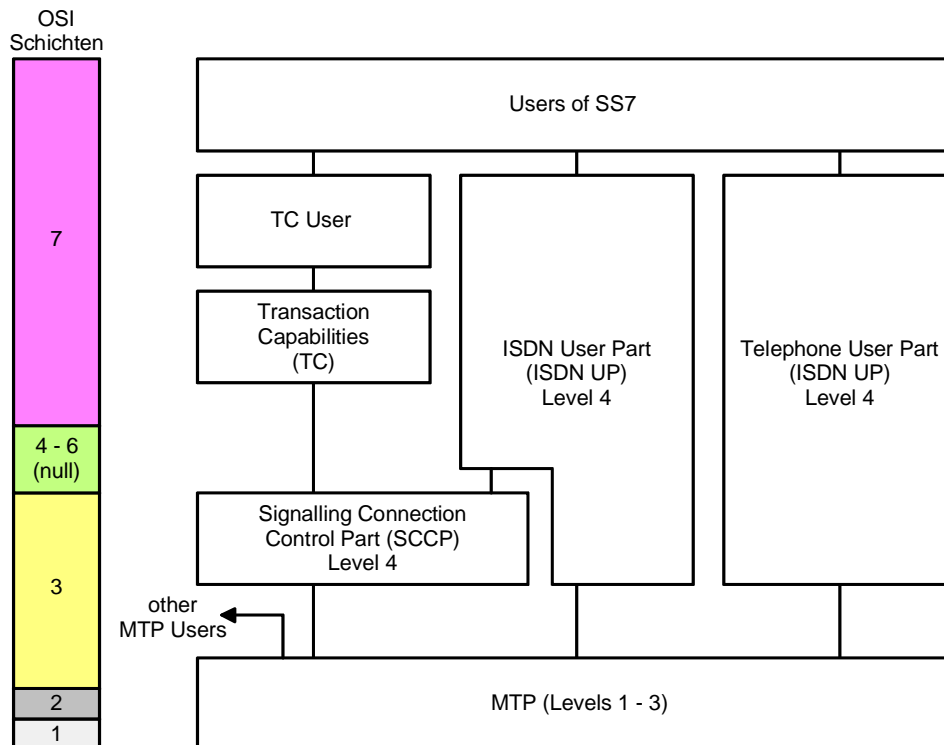 OSI
Schichten
7
4 - 6
(null)
3
2
1
Users of SS7
TC User
Transaction
Capabilities
(TC)
ISDN User Part
(ISDN UP)
Level 4
Telephone User Part
(ISDN UP)
Level 4
Signalling Connection
Control Part (SCCP)
Level 4
other
MTP Users
MTP (Levels 1 - 3)